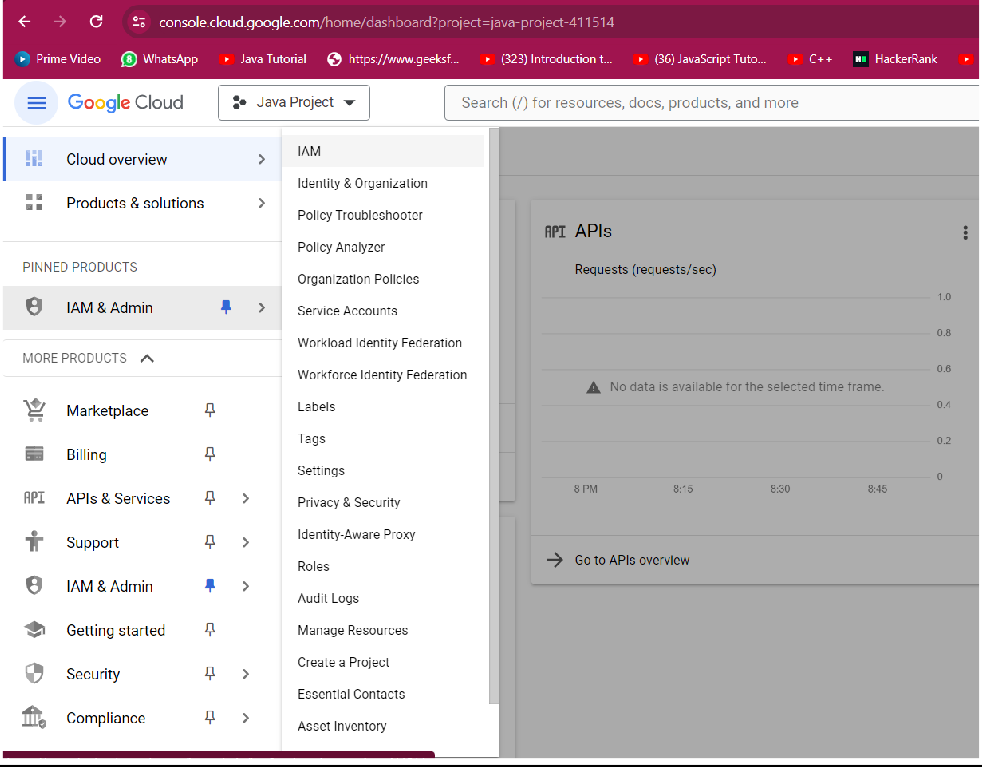 console.cloud.google.com/home/dashboard?project=java-project-411514
Prime Video WhatsApp Java Tutorial https://www.geeksf... (323) Introduction t... (36) JavaScript Tuto... C++ HackerRank
Google Cloud Java Project Search (/) for resources, docs, products, and more
Cloud overview
Products & solutions
PINNED PRODUCTS
IAM & Admin
MORE PRODUCTS
Marketplace
Billing
API APIs & Services
Support
IAM & Admin
Getting started
Security
Compliance
IAM
Identity & Organization
Policy Troubleshooter
Policy Analyzer
Organization Policies
Service Accounts
Workload Identity Federation
Workforce Identity Federation
Labels
Tags
Settings
Privacy & Security
Identity-Aware Proxy
Roles
Audit Logs
Manage Resources
Create a Project
Essential Contacts
Asset Inventory
API APIs
Requests (requests/sec)
1.0
0.8
0.6
No data is available for the selected time frame.
0.4
0.2
0
8 PM 8:15 8:30 8:45
Go to APIs overview